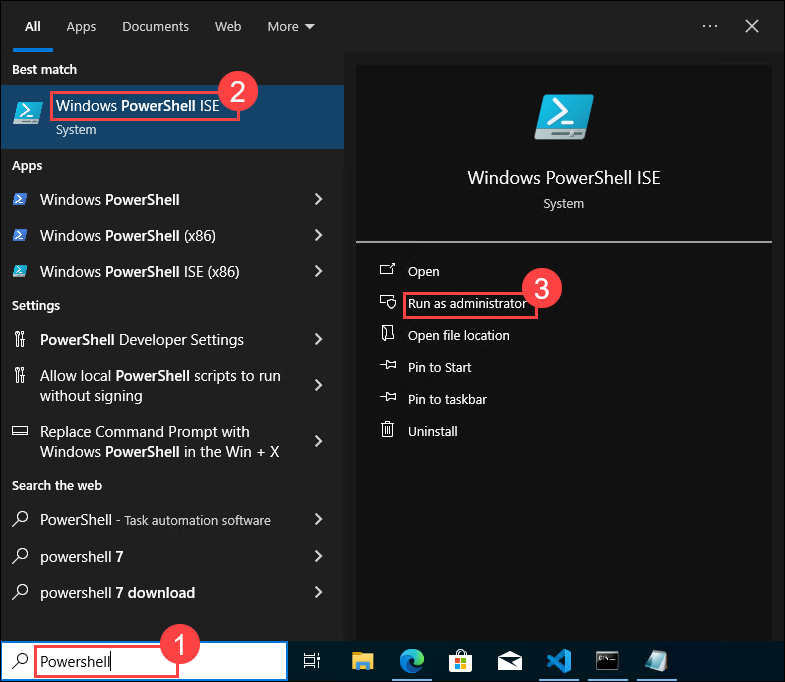 All Apps Documents Web More
Best match
Windows PowerShell ISE
2
System
Apps
Windows PowerShell
Windows PowerShell (x86)
Windows PowerShell ISE (x86)
Settings
PowerShell Developer Settings
Allow local PowerShell scripts to run
without signing
Replace Command Prompt with
Windows PowerShell in the Win + X
Search the web
PowerShell - Task automation software
powershell 7
powershell 7 download
Windows PowerShell ISE
System
Open
Run as administrator
3
Open file location
Pin to Start
Pin to taskbar
Uninstall
Powershell
1